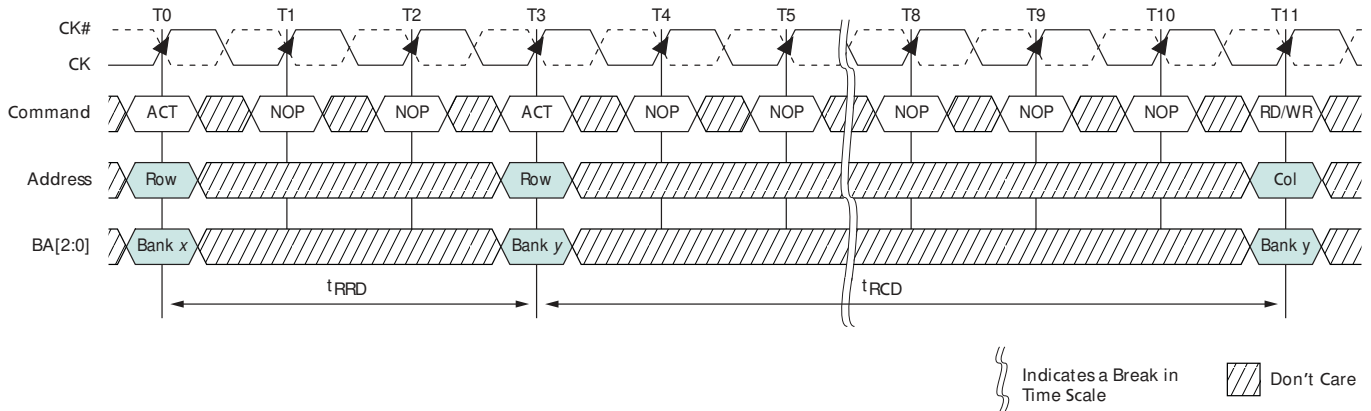 T0 T1 T2 T3 T4 T5 T8 T9 T10 T11
CK#
CK
Command ACT NOP NOP ACT NOP NOP NOP NOP NOP RD/WR
Address Row Row Col
BA[2:0] Bank x Bank y Bank y
tRRD tRCD
Indicates a Break in
Time Scale
Don't Care